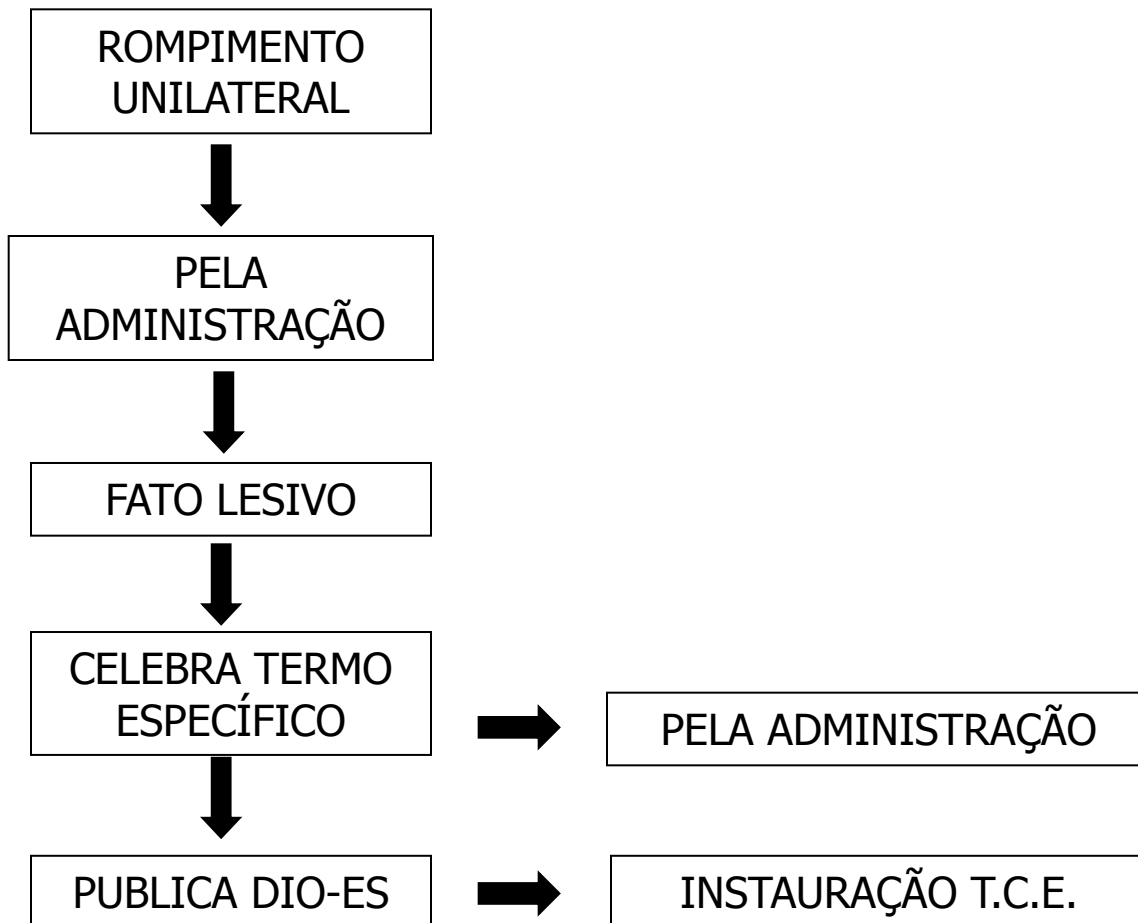 ROMPIMENTO
UNILATERAL
PELA
ADMINISTRAÇÃO
FATO LESIVO
CELEBRA TERMO
ESPECÍFICO
PELA ADMINISTRAÇÃO
PUBLICA DIO-ES
INSTAURAÇÃO T.C.E.